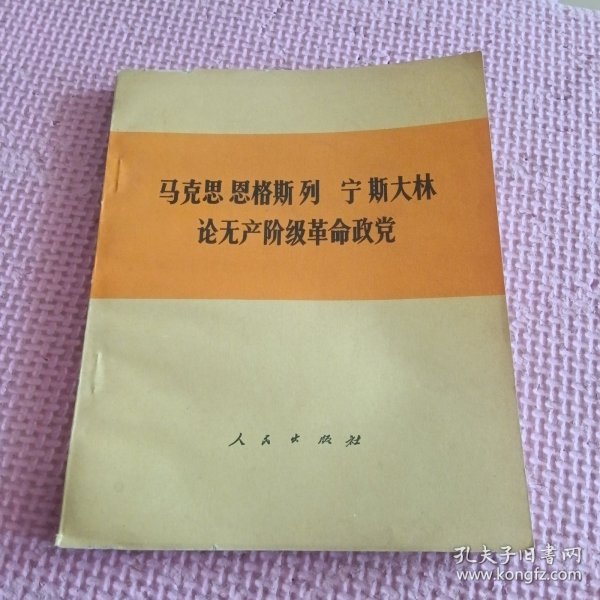 马克思 恩格斯 列 宁 斯大林
论无产阶级革命政党
人民出版社
孔夫子旧书网
www.kongfz.com